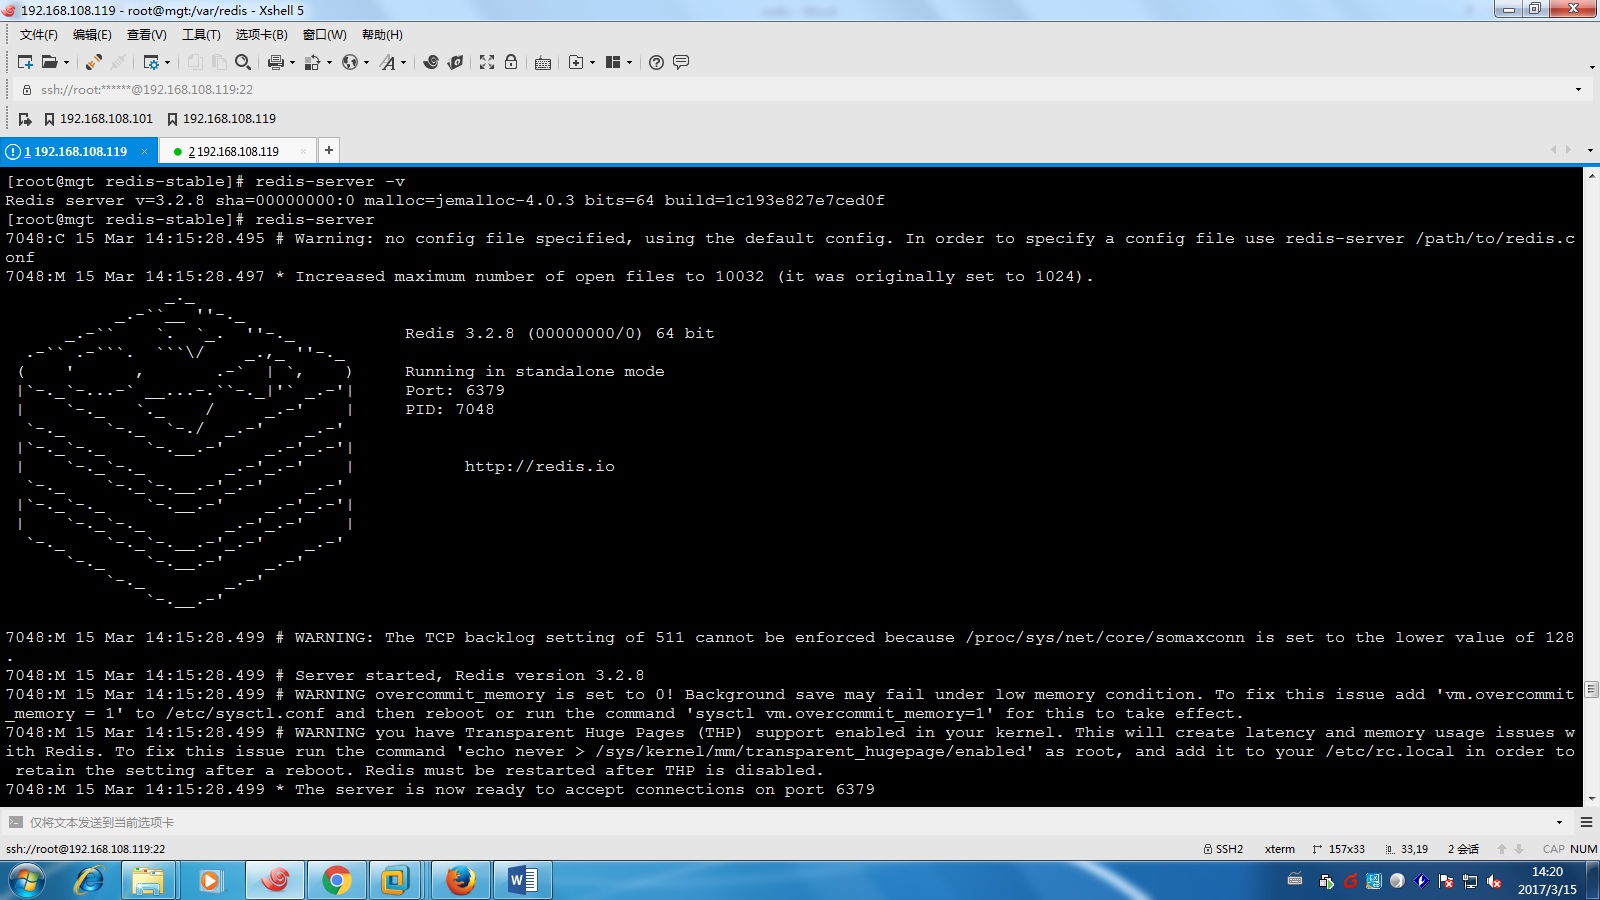 192.168.108.119 - root@mgt:/var/redis - Xshell 5
文件(F) 编辑(E) 查看(V) 工具(T) 选项卡(B) 窗口(W) 帮助(H)
ssh://root:******@192.168.108.119:22
192.168.108.101 192.168.108.119
1 192.168.108.119 × 2 192.168.108.119 × +
[root@mgt redis-stable]# redis-server -v
Redis server v=3.2.8 sha=00000000:0 malloc=jemalloc-4.0.3 bits=64 build=1c193e827e7ced0f
[root@mgt redis-stable]# redis-server
7048:C 15 Mar 14:15:28.495 # Warning: no config file specified, using the default config. In order to specify a config file use redis-server /path/to/redis.c
onf
7048:M 15 Mar 14:15:28.497 * Increased maximum number of open files to 10032 (it was originally set to 1024).
Redis 3.2.8 (00000000/0) 64 bit
Running in standalone mode
Port: 6379
PID: 7048
http://redis.io
7048:M 15 Mar 14:15:28.499 # WARNING: The TCP backlog setting of 511 cannot be enforced because /proc/sys/net/core/somaxconn is set to the lower value of 128
.
7048:M 15 Mar 14:15:28.499 # Server started, Redis version 3.2.8
7048:M 15 Mar 14:15:28.499 # WARNING overcommit_memory is set to 0! Background save may fail under low memory condition. To fix this issue add 'vm.overcommit
_memory = 1' to /etc/sysctl.conf and then reboot or run the command 'sysctl vm.overcommit_memory=1' for this to take effect.
7048:M 15 Mar 14:15:28.499 # WARNING you have Transparent Huge Pages (THP) support enabled in your kernel. This will create latency and memory usage issues w
ith Redis. To fix this issue run the command 'echo never > /sys/kernel/mm/transparent_hugepage/enabled' as root, and add it to your /etc/rc.local in order to
 retain the setting after a reboot. Redis must be restarted after THP is disabled.
7048:M 15 Mar 14:15:28.499 * The server is now ready to accept connections on port 6379
仅将文本发送到当前选项卡
ssh://root@192.168.108.119:22 SSH2 xterm 157x33 33,19 2 会话 CAP NUM
14:20
2017/3/15